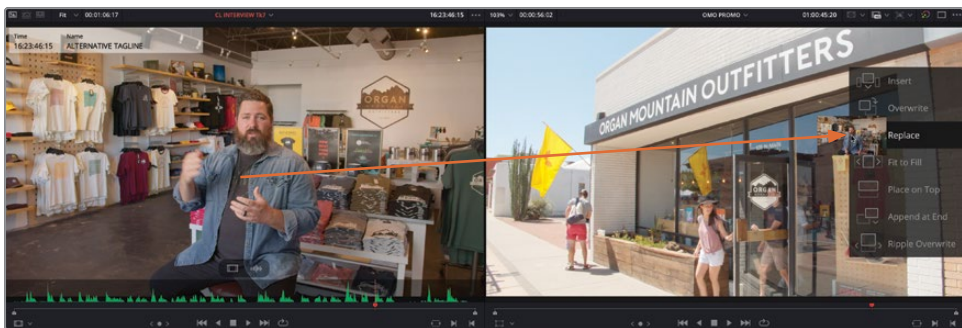 Fit
00:01:06:17
CL INTERVIEW 1X7
16:23:46:15
103%
00:00:56:02
OMO PROMO
01:00:45:20
Time
Name
16:23:46:15
ALTERNATIVE TAGLINE
ORGAN
ORGAN MOUNTAIN OUTFITTERS
ORGAN
Insert
Overwrite
Replace
Fit to Fill
Place on Top
Append at End
Ripple Overwrite